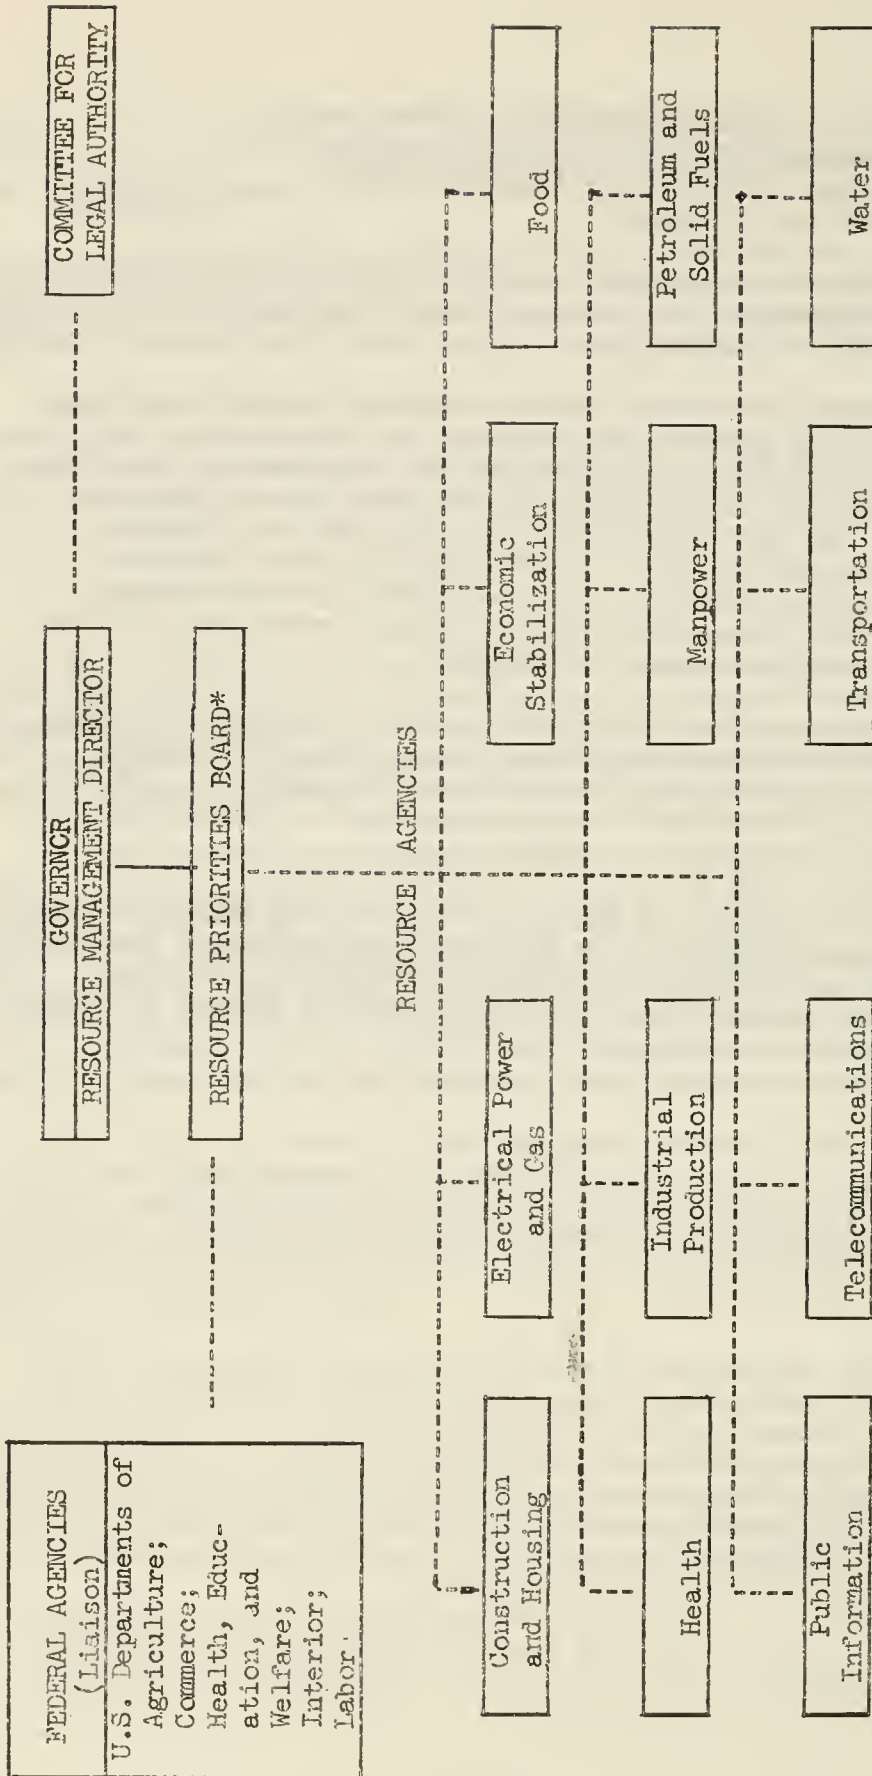 GOVERNCR
RESOURCE MANAGEMENT DIRECTOR
COMMITTEE FOR
LEGAL AUTHORITY
FEDERAL AGENCIES
(Liaison)
U.S. Departments of
Agriculture;
Commerce;
Health, Educ-
ation, and
Welfare;
Interior;
Labor.
RESOURCE PRIORITIES BOARD*
RESOURCE AGENCIES
Construction
and Housing
Electrical Power
and Gas
Economic
Stabilization
Food
Health
Industrial
Production
Manpower
Petroleum and
Solid Fuels
Public
Information
Telecommunications
Transportation
Water